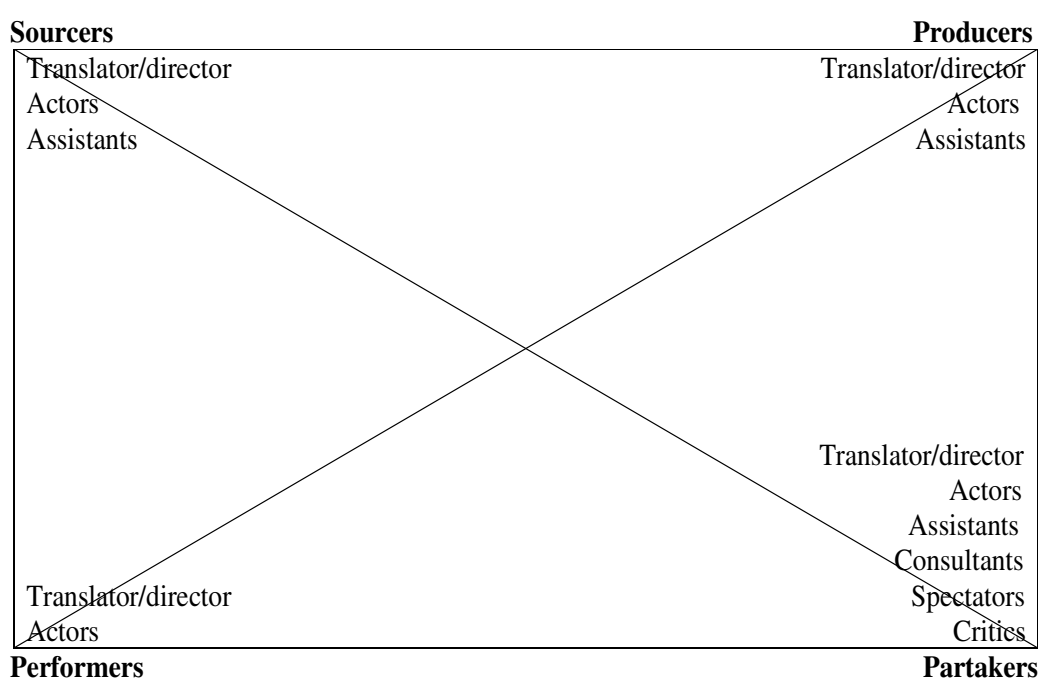 Sourcers
Producers
Translator/director
Actors
Assistants
Translator/director
Actors
Assistants
Translator/director
Actors
Assistants
Consultants
Spectators
Critics
Translator/director
Actors
Performers
Partakers